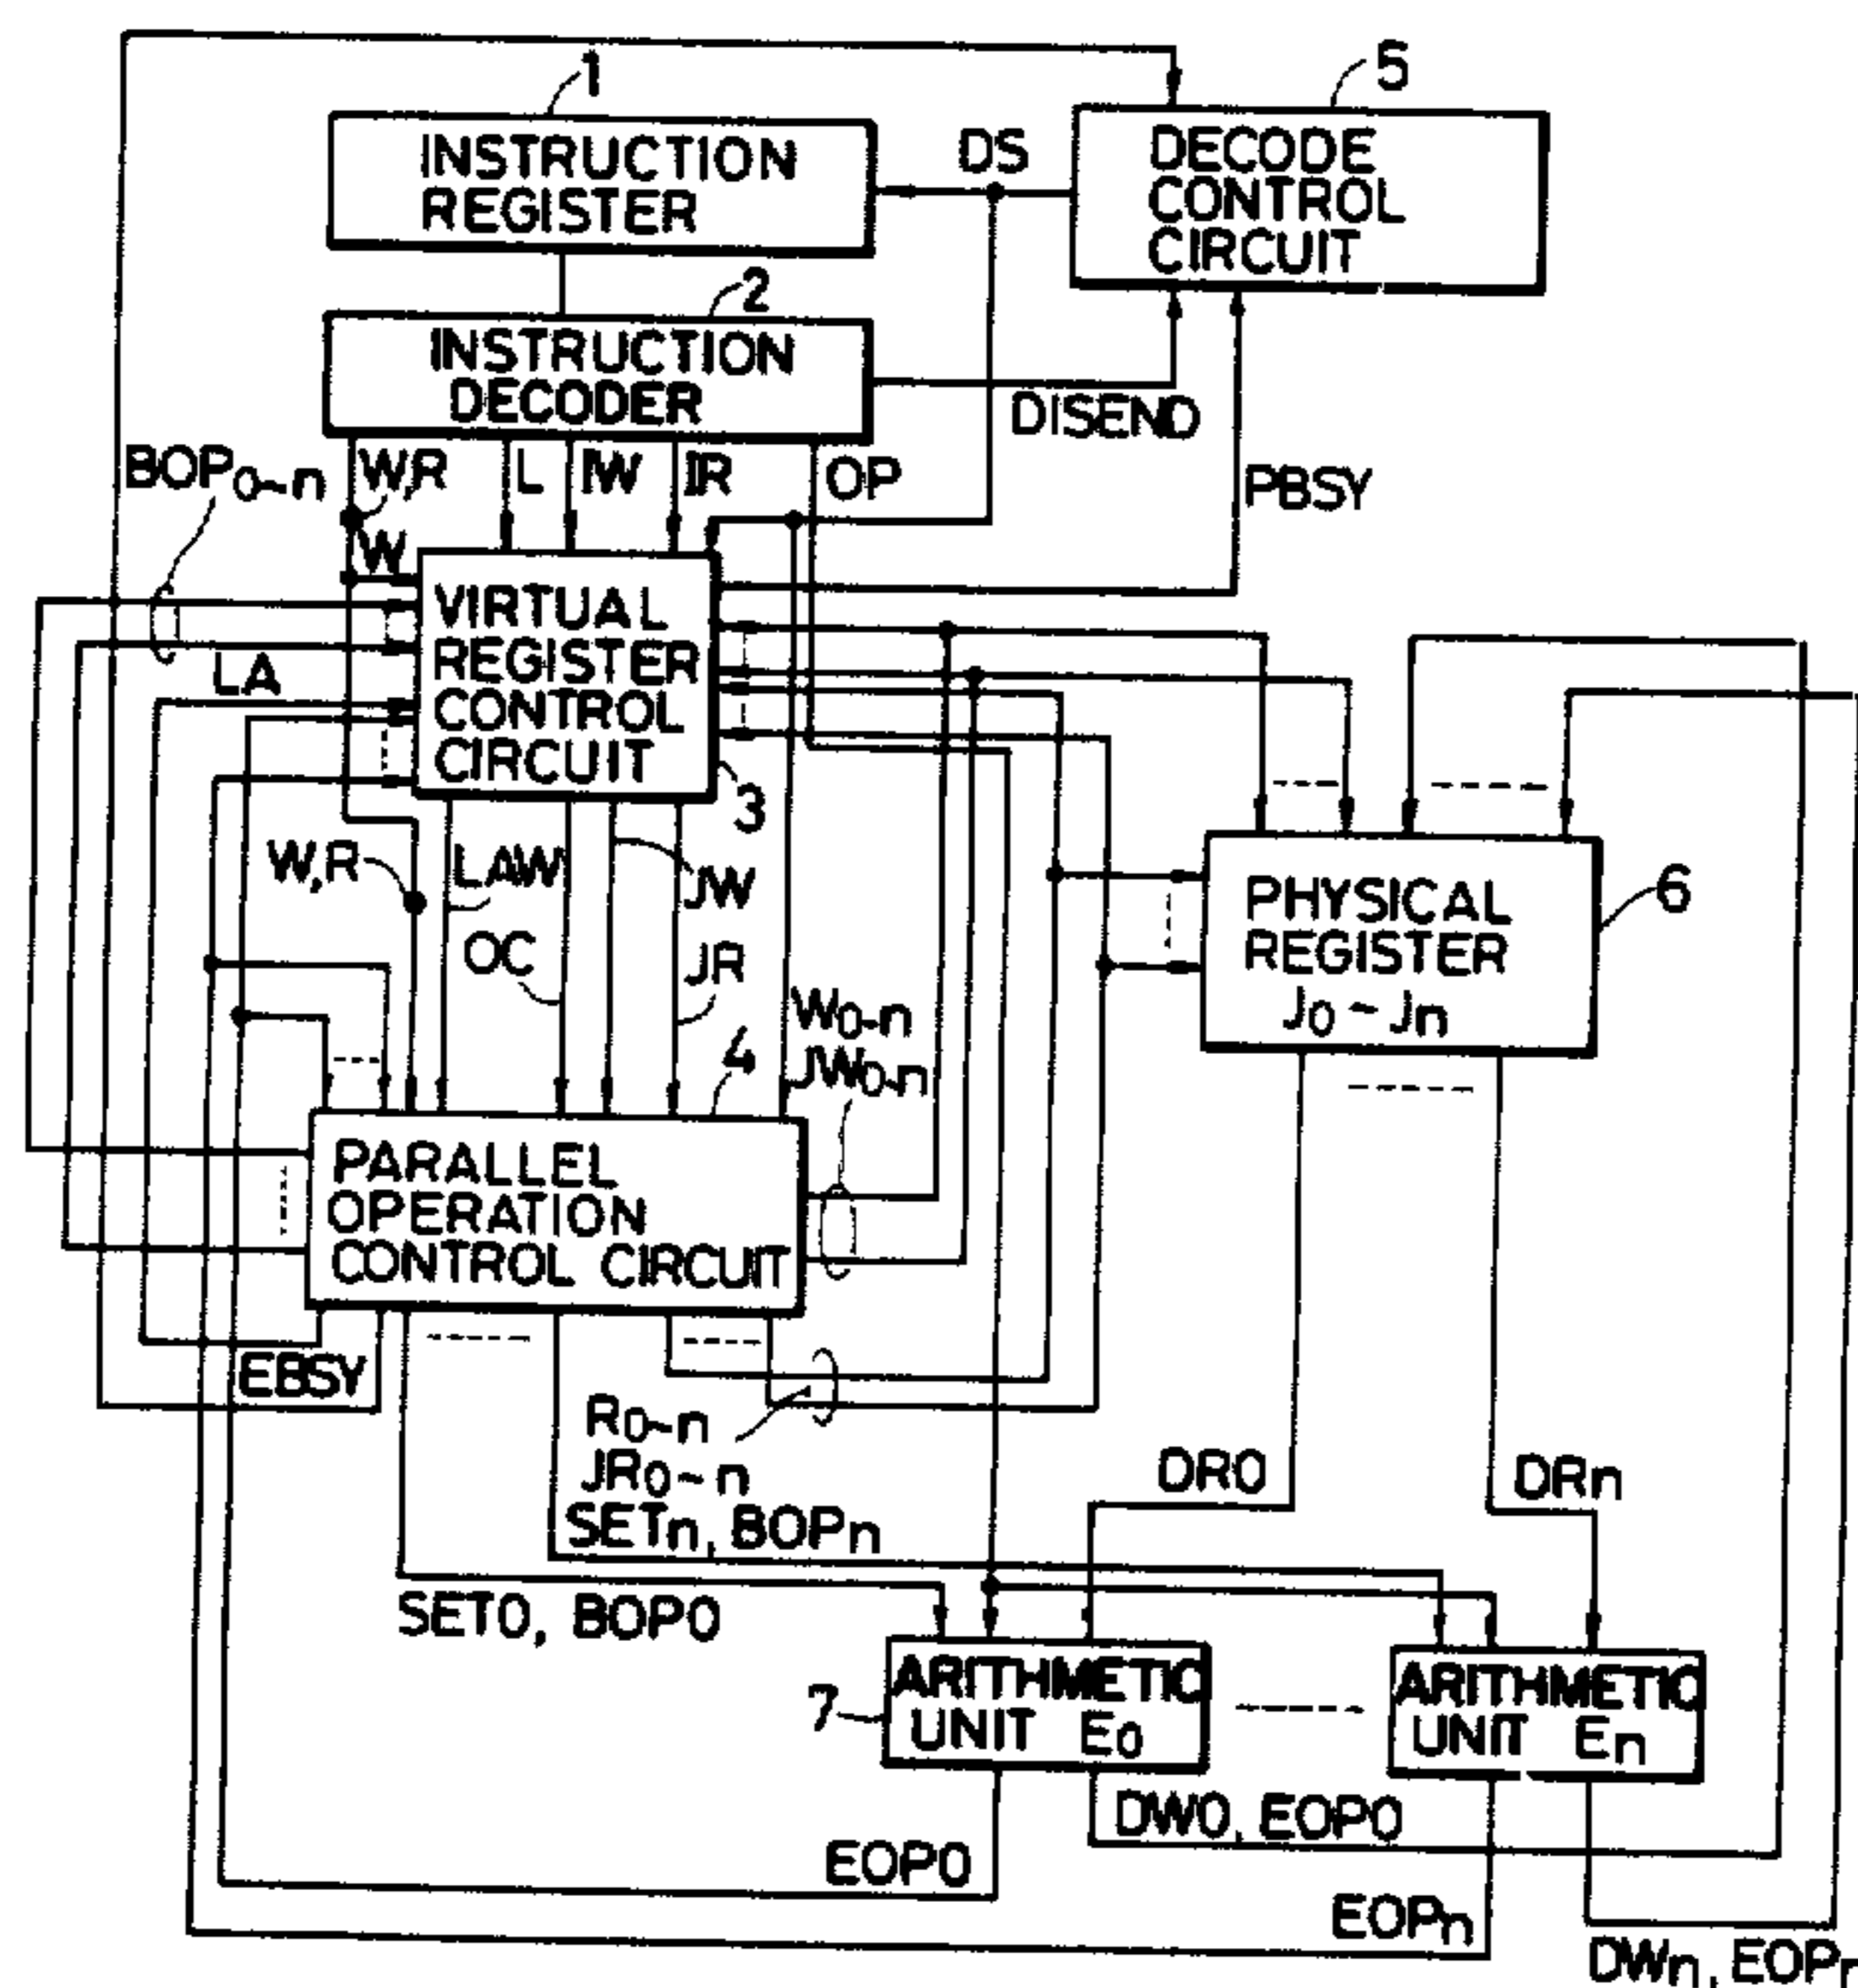 1
5
INSTRUCTION
REGISTER
DS
DECODE
CONTROL
CIRCUIT
2
INSTRUCTION
DECODER
DISEND
BOP0~n
W,R
L
IW
IR
OP
PBSY
W
VIRTUAL
REGISTER
CONTROL
CIRCUIT
LA
3
W,R
LAW
JW
OC
JR
PHYSICAL
REGISTER
J0 ~ Jn
6
W0-n
JW0-n
4
PARALLEL
OPERATION
CONTROL CIRCUIT
EBSY
R0~n
JR0~n
SETn, BOPn
DR0
DRn
SET0, BOP0
7
ARITHMETIC
UNIT E0
ARITHMETIC
UNIT En
DW0, EOP0
EOP0
EOPn
DWn, EOPn